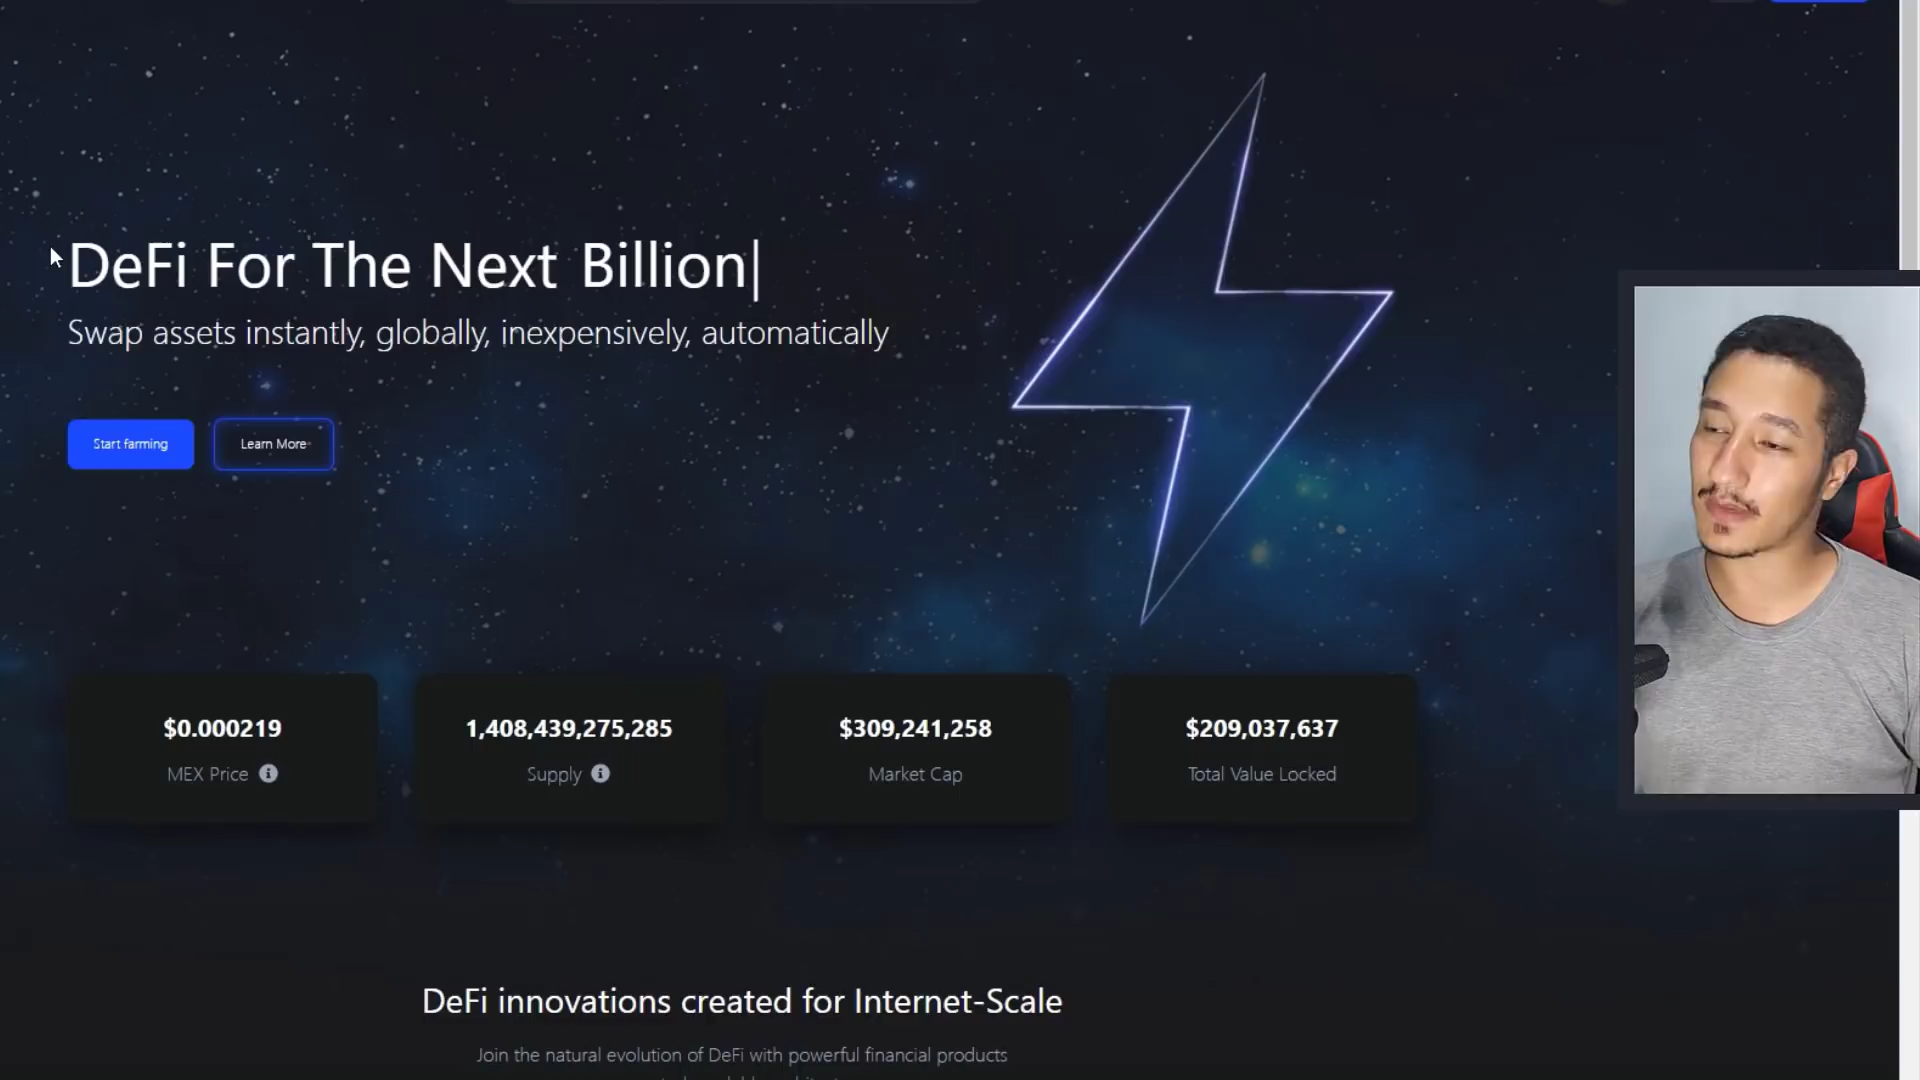 DeFi For The Next Billion|
Swap assets instantly, globally, inexpensively, automatically
Start farming
Learn More
$0.000219
MEX Price
1,408,439,275,285
Supply
$309,241,258
Market Cap
$209,037,637
Total Value Locked
DeFi innovations created for Internet-Scale
Join the natural evolution of DeFi with powerful financial products